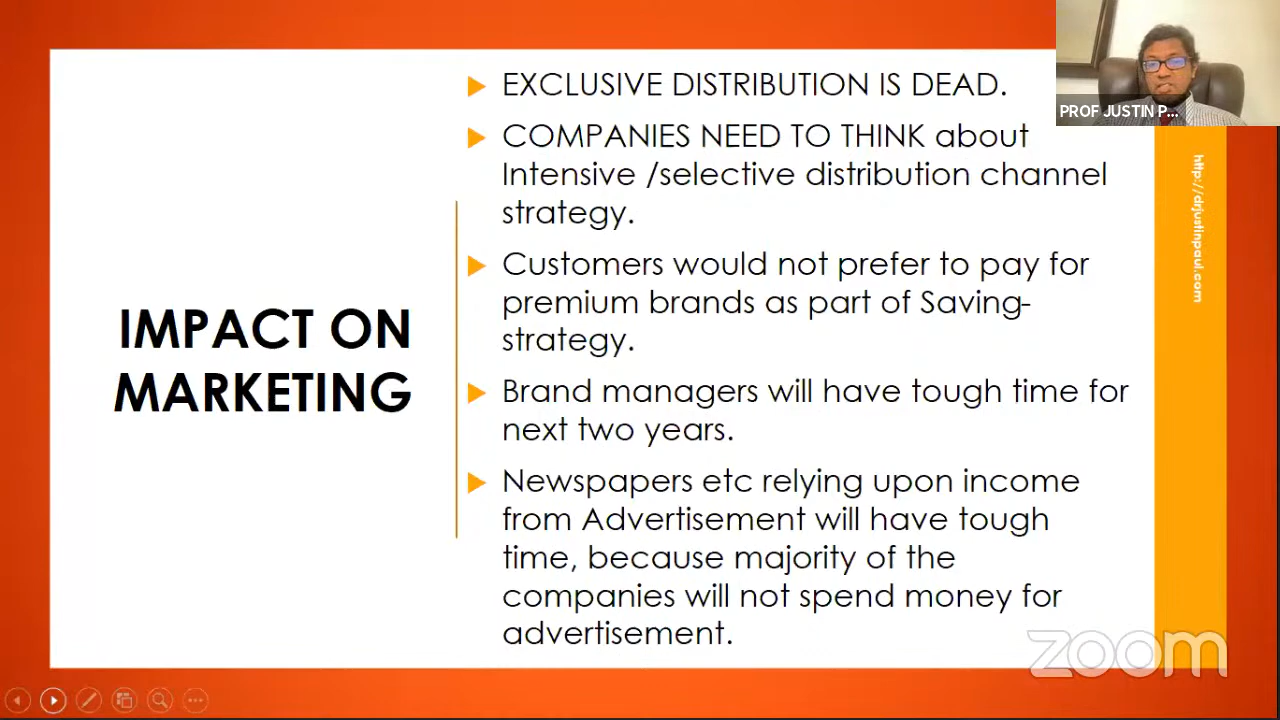 EXCLUSIVE DISTRIBUTION IS DEAD.
COMPANIES NEED TO THINK about
Intensive /selective distribution channel
strategy.
Customers would not prefer to pay for
premium brands as part of Saving-
strategy.
IMPACT ON
MARKETING
Brand managers will have tough time for
next two years.
Newspapers etc relying upon income
from Advertisement will have tough
time, because majority of the
companies will not spend money for
advertisement.
PROF JUSTIN P...
http://drjustinpaul.com
zoom